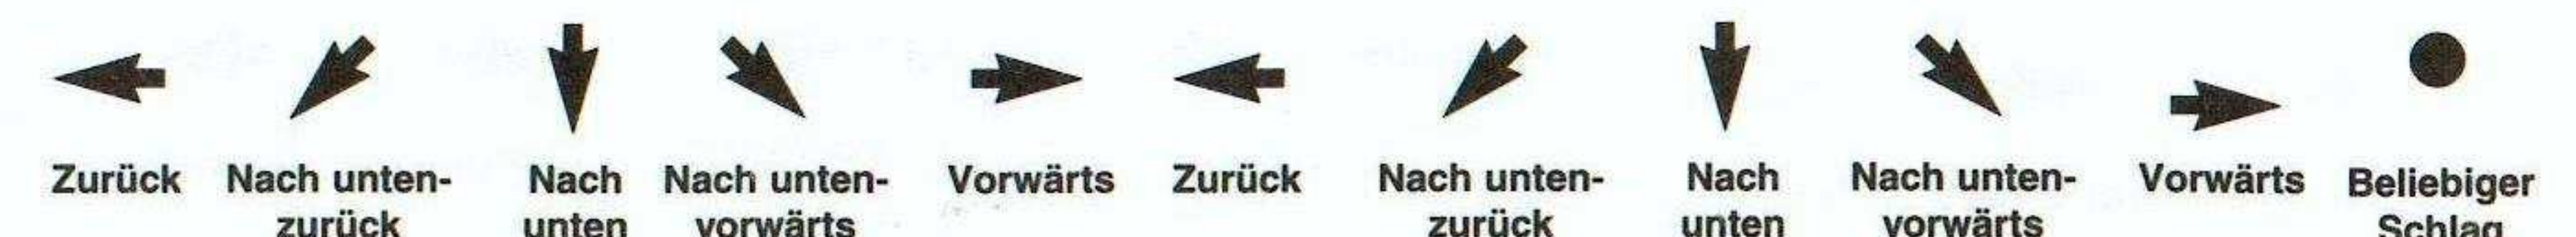 Zurück Nach unten- Nach Nach unten- Vorwärts Zurück Nach unten- Nach Nach unten- Vorwärts Beliebiger
zurück unten vorwärts zurück unten vorwärts Schlag